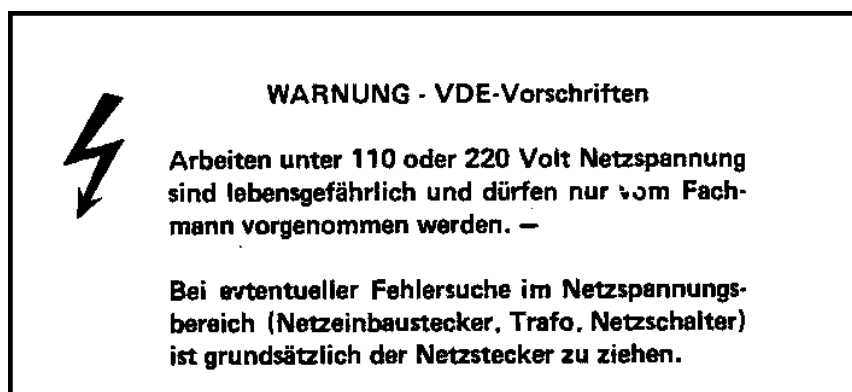 WARNUNG - VDE-Vorschriften
Arbeiten unter 110 oder 220 Volt Netzspannung
sind lebensgefährlich und dürfen nur vom Fach-
mann vorgenommen werden. —
Bei evtentueller Fehlersuche im Netzspannungs-
bereich (Netzeinbaustecker, Trafo, Netzschalter)
ist grundsätzlich der Netzstecker zu ziehen.